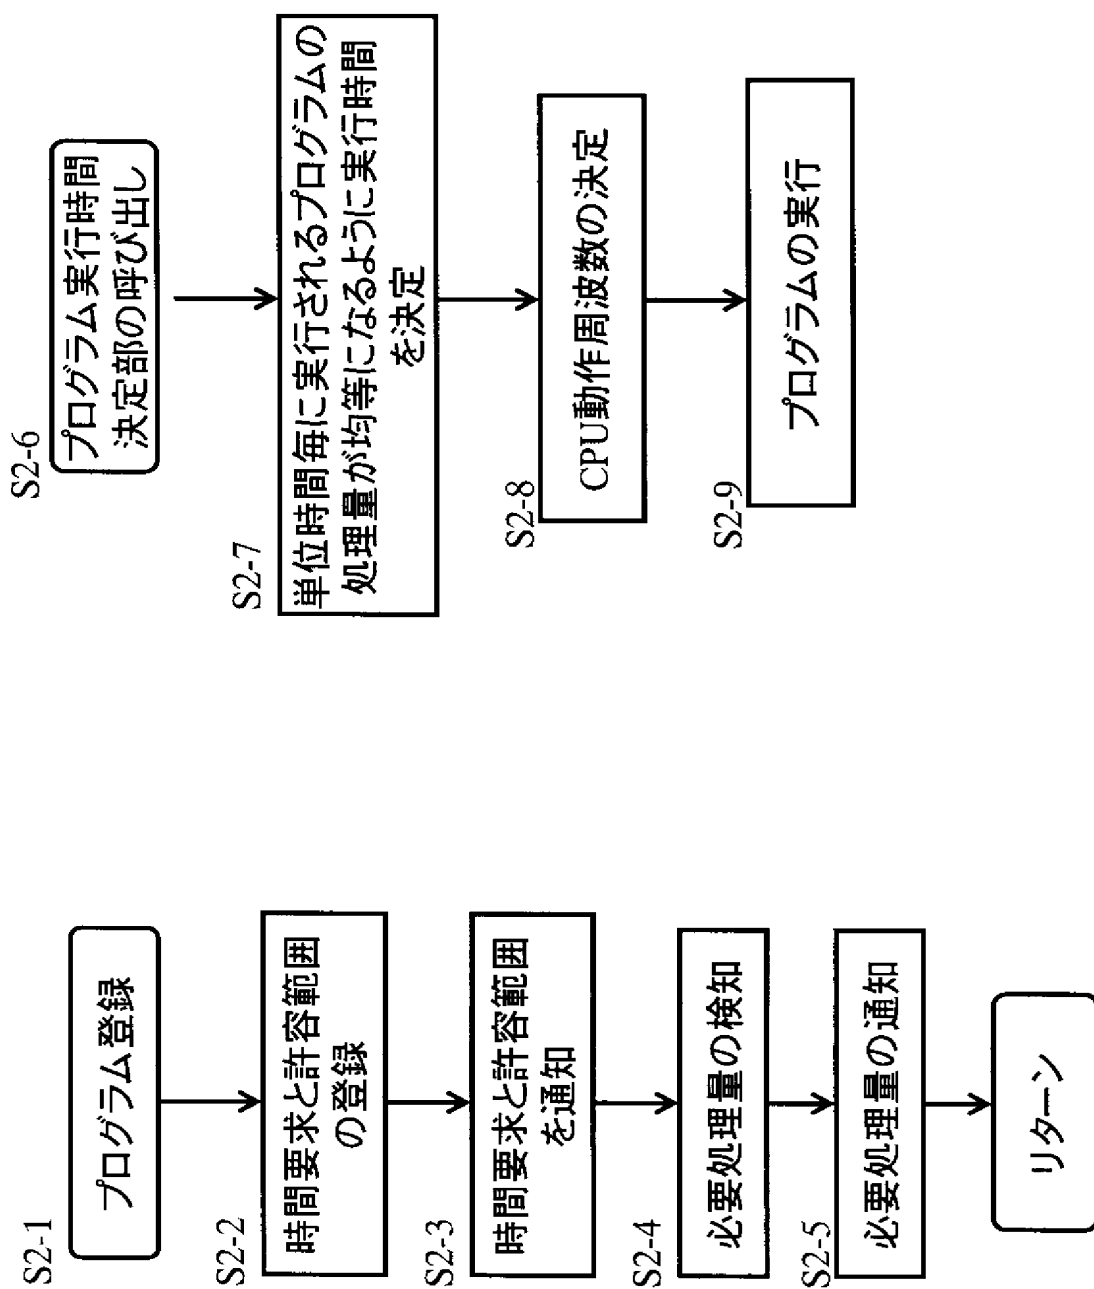 S2-1
プログラム登録
S2-2
時間要求と許容範囲
の登録
S2-3
時間要求と許容範囲
を通知
S2-4
必要処理量の検知
S2-5
必要処理量の通知
リターン
S2-6
プログラム実行時間
決定部の呼び出し
S2-7
単位時間毎に実行されるプログラムの
処理量が均等になるように実行時間
を決定
S2-8
CPU動作周波数の決定
S2-9
プログラムの実行